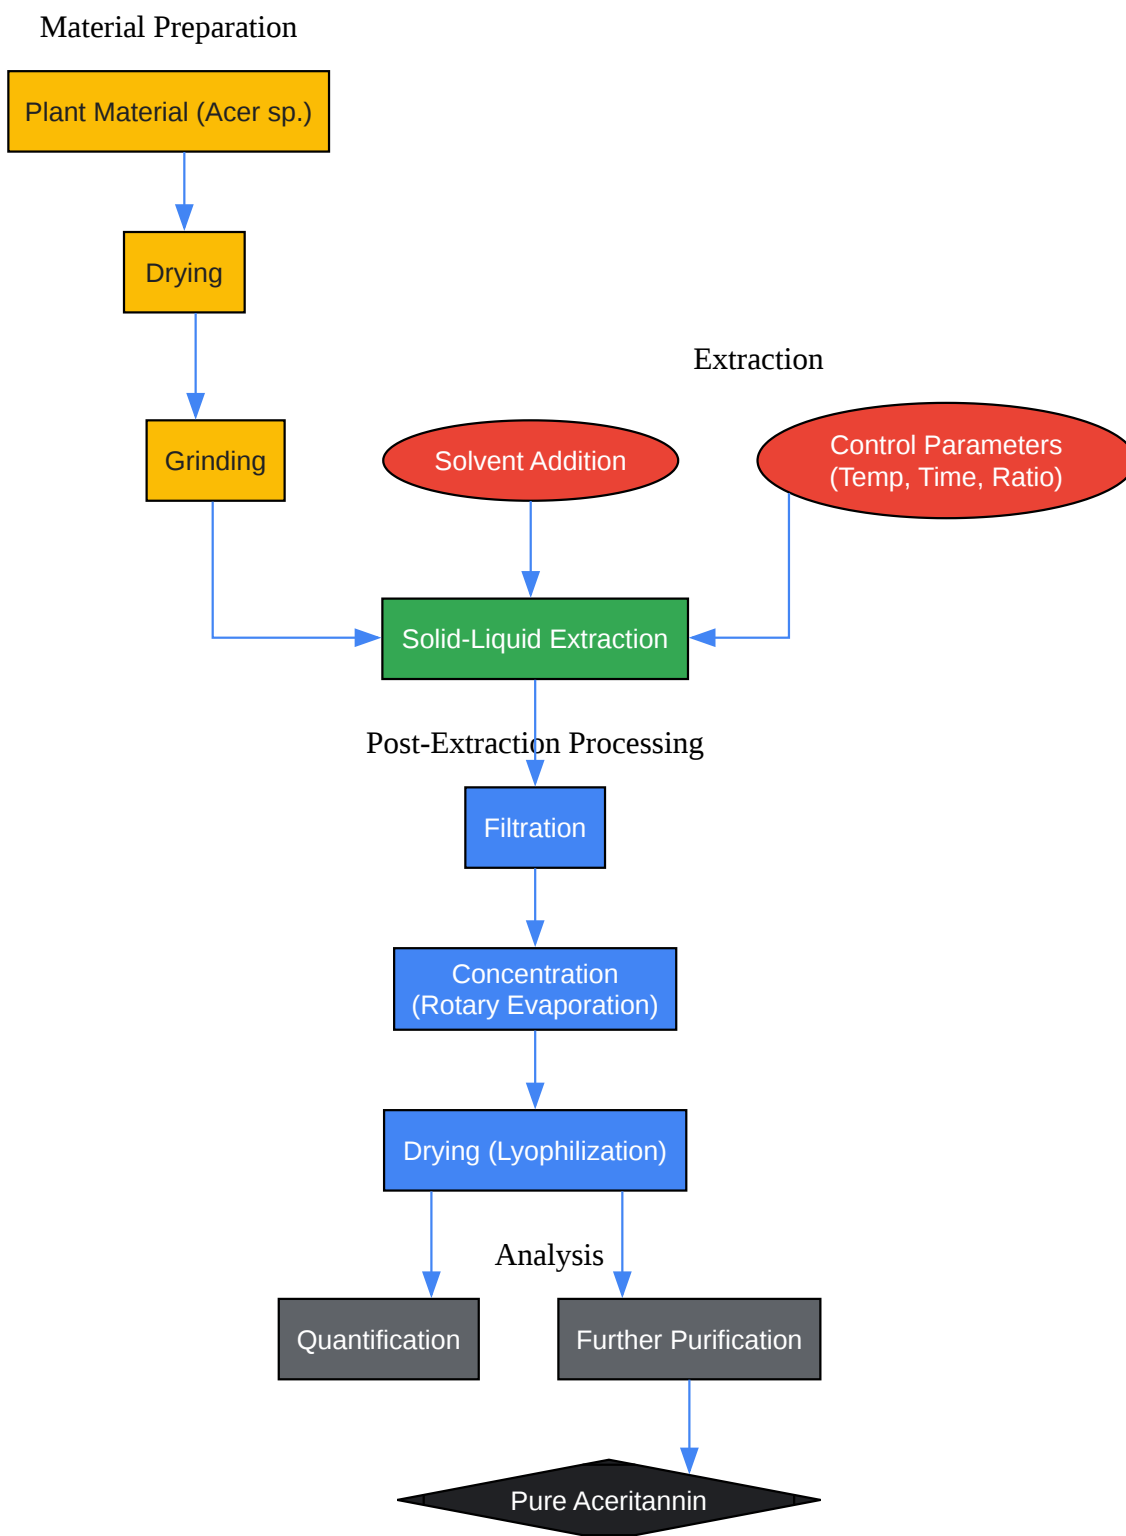 Material Preparation
Plant Material (Acer sp.)
Drying
Extraction
Grinding
Solvent Addition
Control Parameters
(Temp, Time, Ratio)
Solid-Liquid Extraction
Post-Extraction Processing
Filtration
Concentration
(Rotary Evaporation)
Drying (Lyophilization)
Analysis
Quantification
Further Purification
Pure Aceritannin